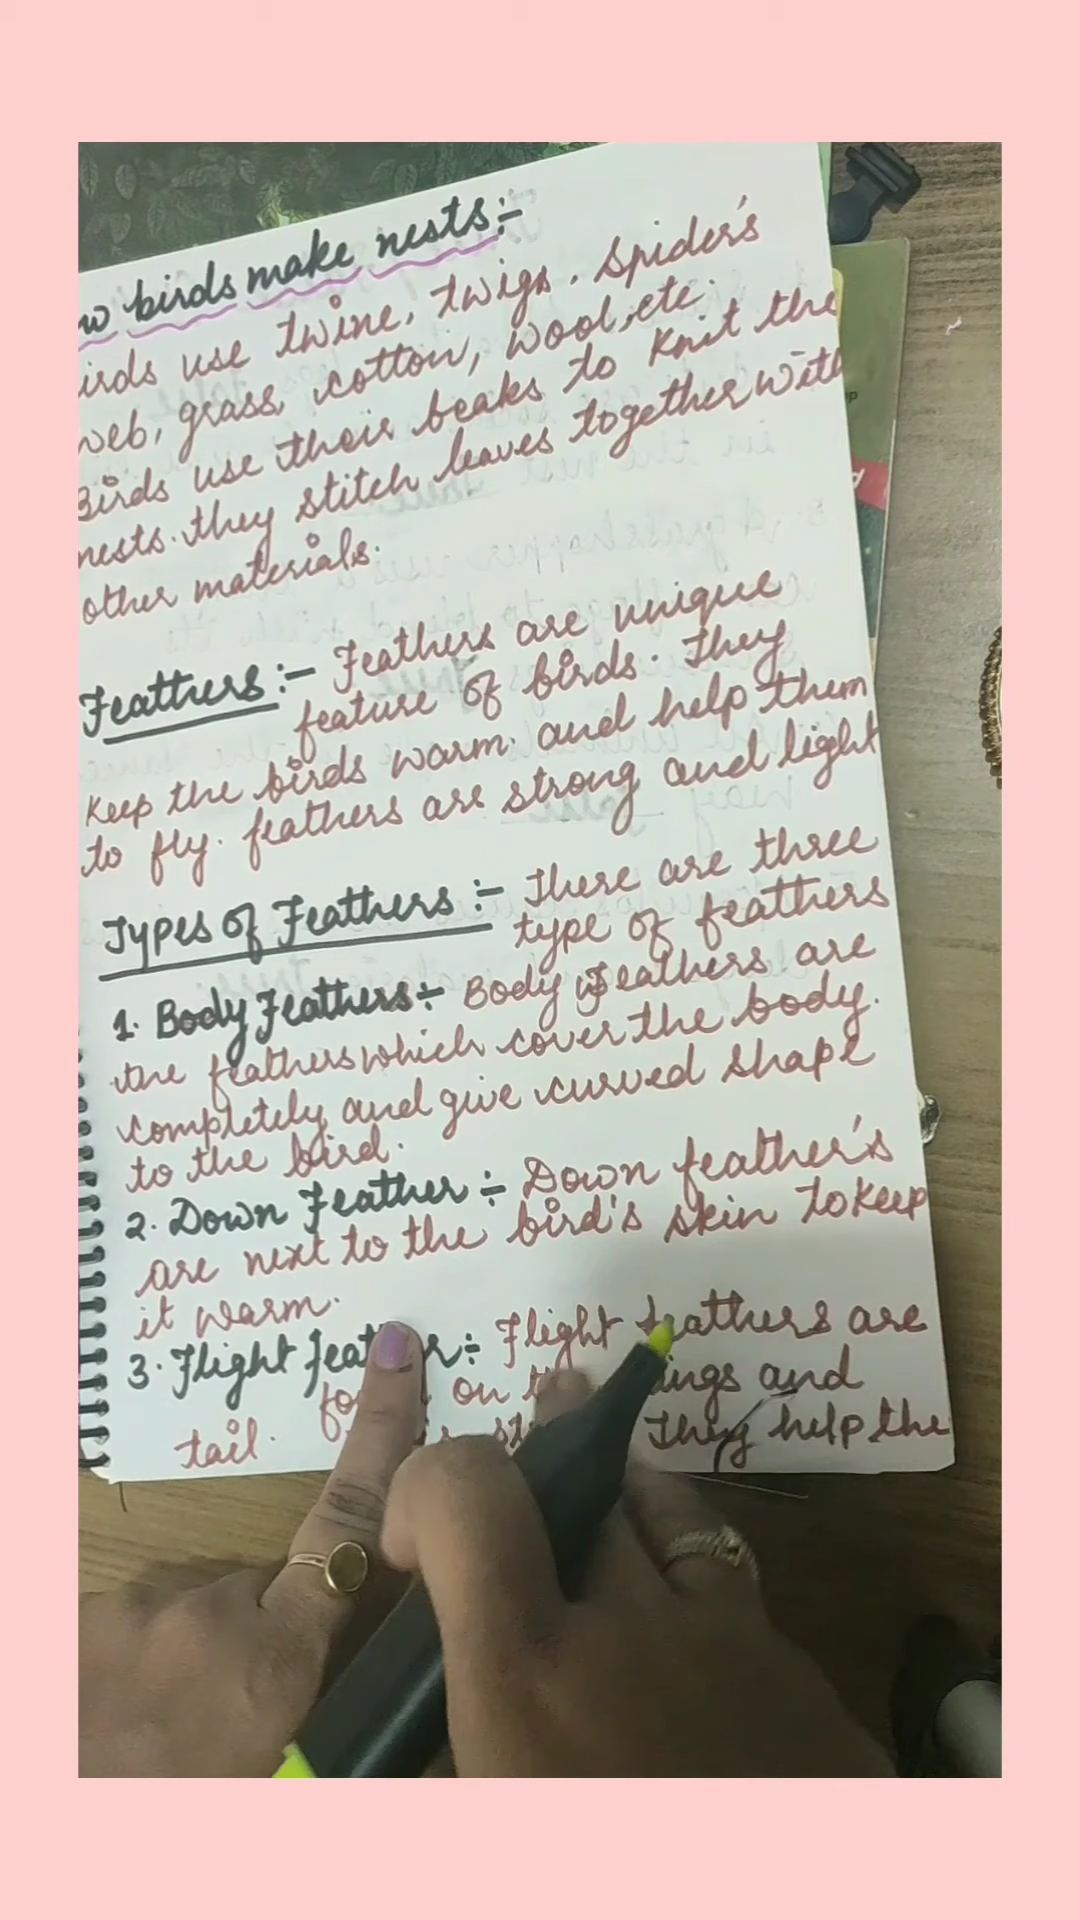 birds make nests:-
use twine, twigs. Spider's
web, grass, cotton, wool, etc.
Birds use their beaks to knit the
nests. they stitch leaves together with
other materials.
Feathers:- Feathers are unique
feature of birds. They
Keep the birds warm. and help them
to fly. feathers are strong and light
Types of Feathers:- There are three
type of feathers
1. Body Feathers:- Body Feathers are
the feathers which cover the body.
completely and give curved shape
to the bird.
2. Down Feather:- Down feather's
are next to the bird's skin to keep
it warm.
3. Flight Feather:- Flight feathers are
on and
tail. They help the